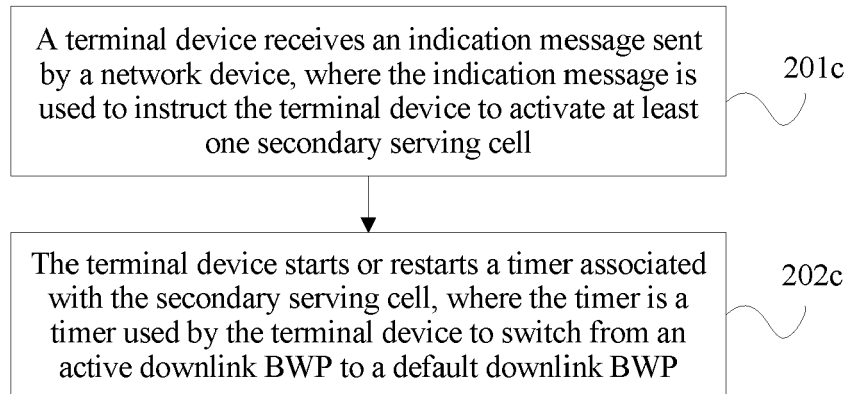 A terminal device receives an indication message sent
by a network device, where the indication message is
used to instruct the terminal device to activate at least
one secondary serving cell
201c
The terminal device starts or restarts a timer associated
with the secondary serving cell, where the timer is a
timer used by the terminal device to switch from an
active downlink BWP to a default downlink BWP
202c